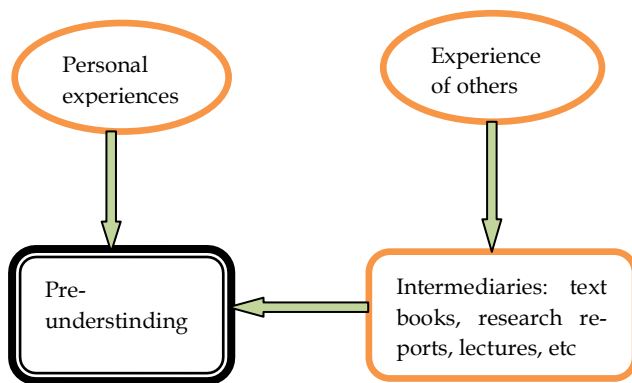 Personal
experiences
Experience
of others
Pre-
understinding
Intermediaries: text
books, research re-
ports, lectures, etc